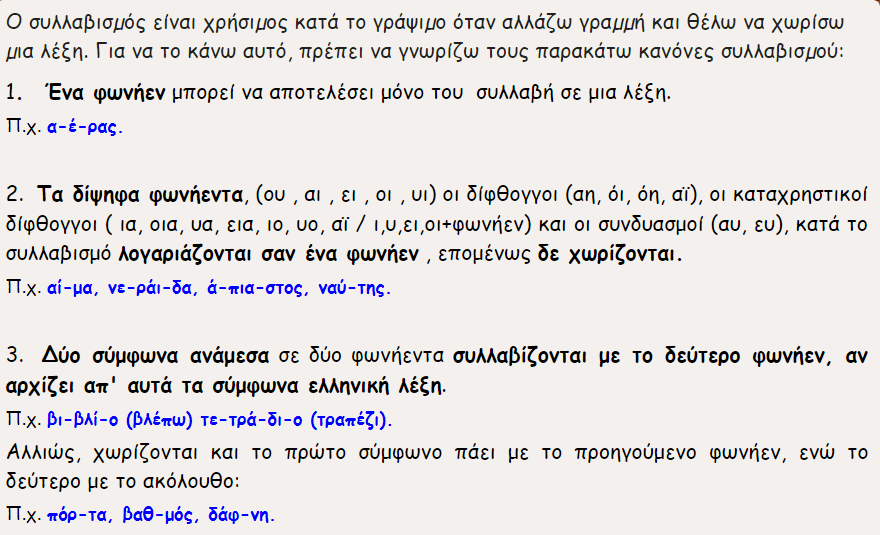 Ο συλλαβισμός είναι χρήσιμος κατά το γράψιμο όταν αλλάζω γραμμή και θέλω να χωρίσω
μια λέξη. Για να το κάνω αυτό, πρέπει να γνωρίζω τους παρακάτω κανόνες συλλαβισμού:
1. Ένα φωνήεν μπορεί να αποτελέσει μόνο του συλλαβή σε μια λέξη.
Π.χ. α-έ-ρας.
2. Τα δίψηφα φωνήεντα, (ου , αι , ει , οι , υι) οι δίφθογγοι (αη, όι, όη, αϊ), οι καταχρηστικοί
δίφθογγοι ( ια, οια, υα, εια, ιο, υο, αϊ / ι,υ,ει,οι+φωνήεν) και οι συνδυασμοί (αυ, ευ), κατά το
συλλαβισμό λογαριάζονται σαν ένα φωνήεν , επομένως δε χωρίζονται.
Π.χ. αί-μα, νε-ράι-δα, ά-πια-στος, ναύ-της.
3. Δύο σύμφωνα ανάμεσα σε δύο φωνήεντα συλλαβίζονται με το δεύτερο φωνήεν, αν
αρχίζει απ' αυτά τα σύμφωνα ελληνική λέξη.
Π.χ. βι-βλί-ο (βλέπω) τε-τρά-δι-ο (τραπέζι).
Αλλιώς, χωρίζονται και το πρώτο σύμφωνο πάει με το προηγούμενο φωνήεν, ενώ το
δεύτερο με το ακόλουθο:
Π.χ. πόρ-τα, βαθ-μός, δάφ-νη.